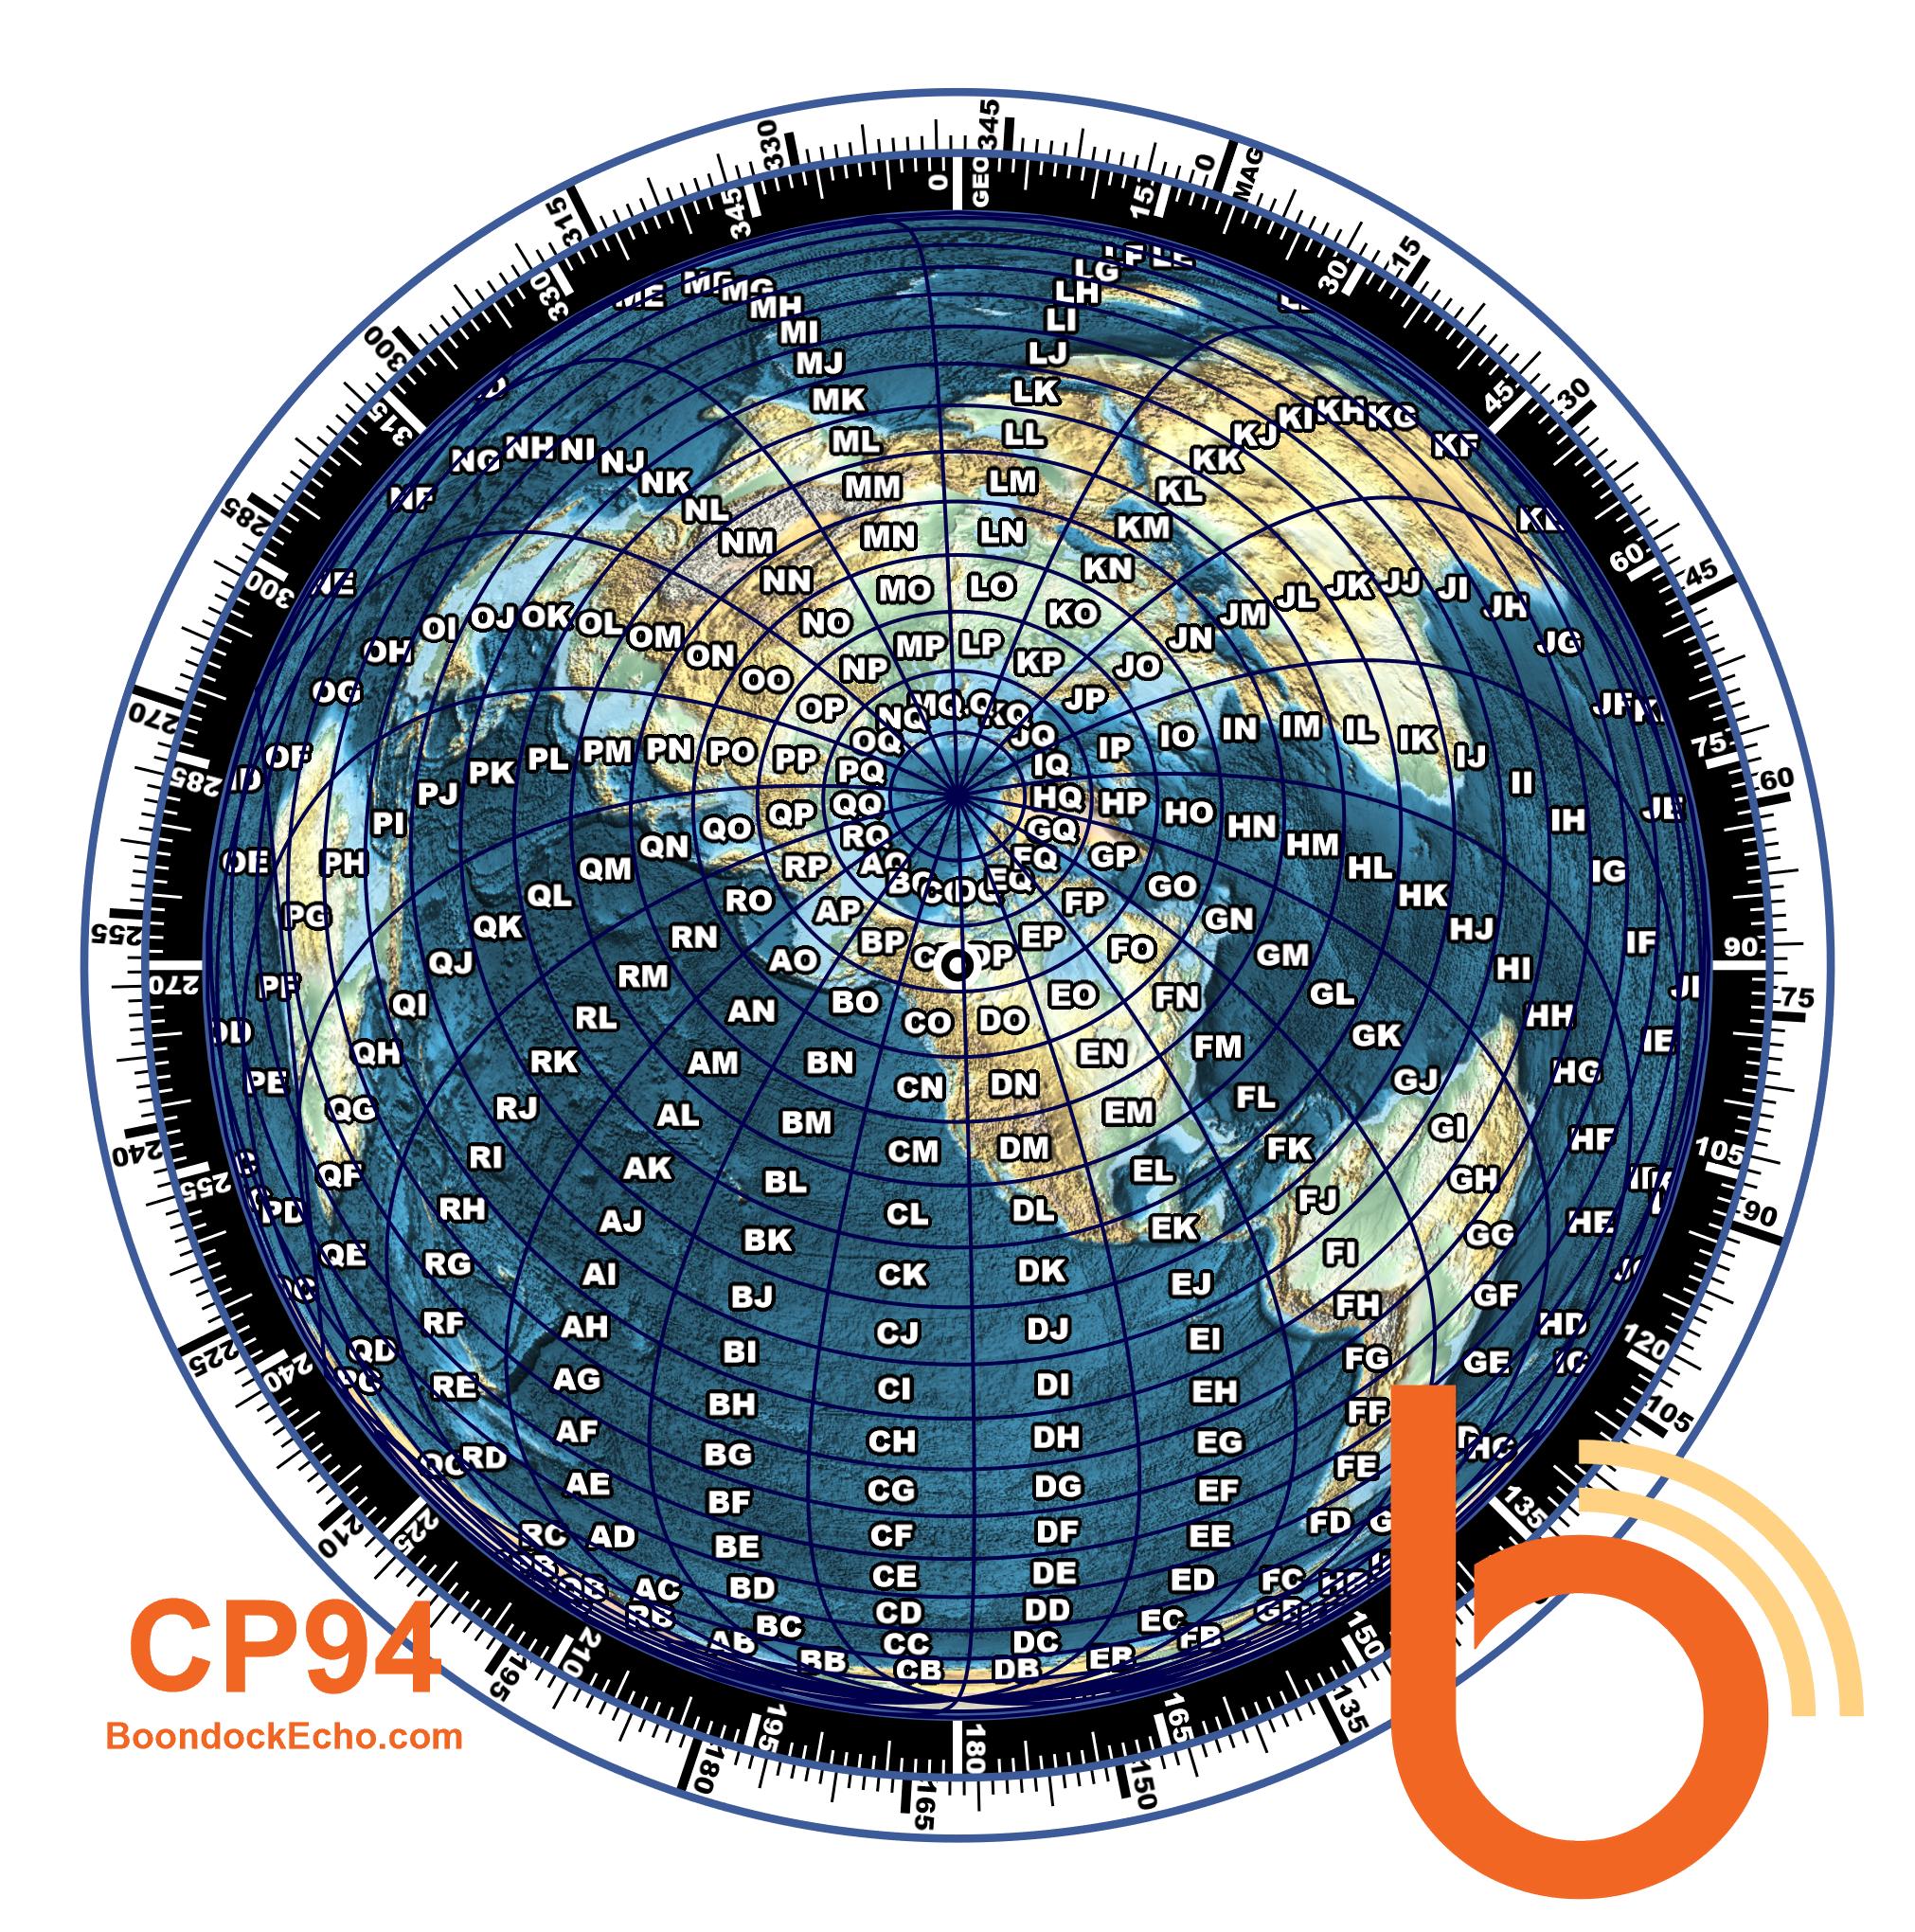 345
330
0
GEO
MAG
0
345
15
315
15
330
30
300
30
315
45
285
45
300
60
270
60
285
75
255
75
270
90
240
90
255
105
225
105
240
120
210
225
135
195
210
150
135
180
195
180
165
150
165
LG
MG
LH
MH
LI
MI
LJ
MJ
LK
MK
KI KH KG
LL
ML
KJ
KF
NH NI
NG
NJ
KK
NK
LM
MM
KL
NF
NL
KM
LN
MN
NM
KN
NN
LO
MO
JK JJ JI
JL
KO
JH
JM
OJ OK OL
NO
OI
OM
JN
JG
MP LP
OH
ON
KP
NP
JO
OO
OG
JP
OP
NQ
KQ
IN IM IL
IO
IK
OQ
JQ
IP
PL PM PN PO
OF
PP
IJ
IQ
PK
PQ
II
PJ
HQ
HP
QQ
JE
HO
QP
IH
PI
HN
QO
GQ
RQ
HM
QN
GP
FQ
OE
PH
RP
QM
HL
IG
EQ
GO
QL
HK
RO
FP
AP
PG
GN
QK
HJ
RN
EP
BP
IF
FO
DP
GM
AO
QJ
HI
RM
PF
EO
GL
FN
BO
QI
AN
HH
RL
DO
CO
GK
IE
FM
QH
EN
RK
AM
BN
HG
PE
GJ
DN
CN
FL
QG
RJ
EM
AL
BM
GI
HF
FK
DM
CM
RI
AK
EL
QF
GH
BL
FJ
RH
PD
DL
CL
AJ
HE
EK
GG
BK
FI
QE
RG
DK
CK
AI
EJ
GF
BJ
FH
RF
AH
HD
DJ
CJ
EI
QD
BI
FG
GE
AG
RE
DI
CI
EH
BH
FF
AF
DH
CH
EG
HC
BG
RD
FE
AE
DG
CG
EF
BF
FD
RC AD
DF
CF
EE
BE
DE
CE
ED
FC
AC
BD
DD
CD
EC
BC
FB
AB
DC
CC
EB
BB
DB
CB
CP94
BoondockEcho.com
b